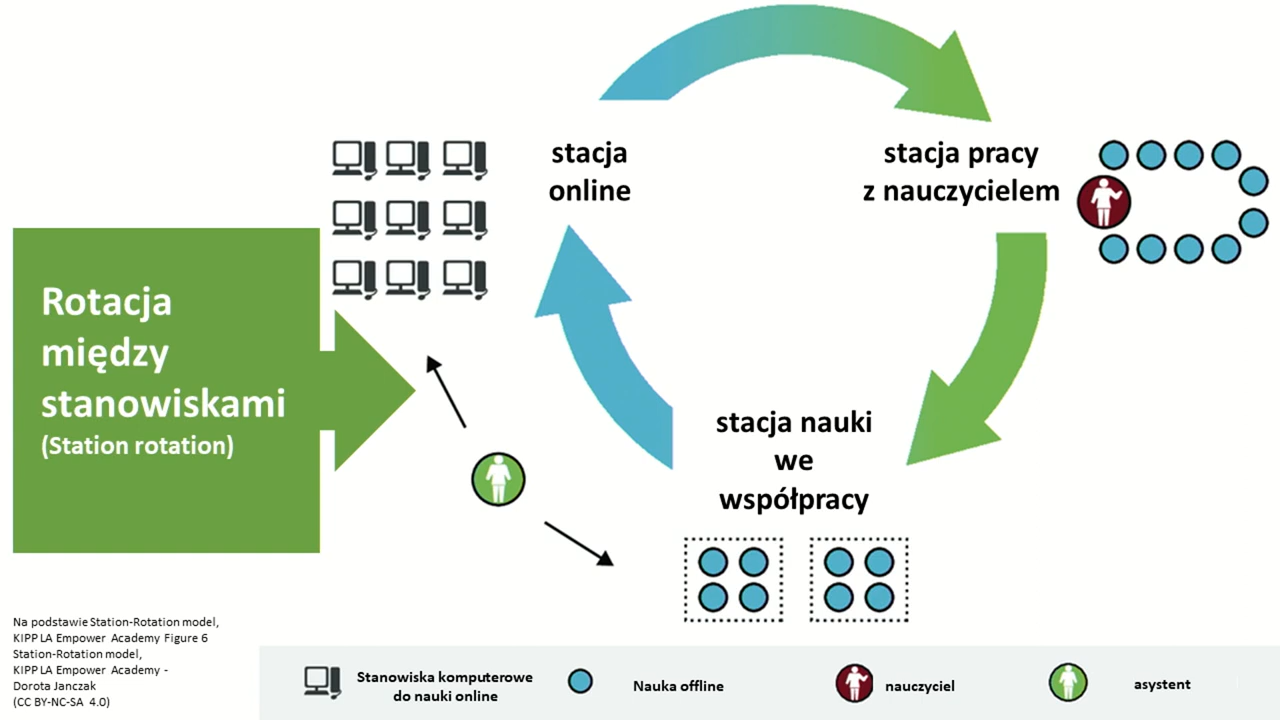 stacja
online
stacja pracy
z nauczycielem
Rotacja
między
stanowiskami
(Station rotation)
stacja nauki
we
współpracy
Na podstawie Station-Rotation model,
KIPP LA Empower Academy Figure 6
Station-Rotation model,
KIPP LA Empower Academy -
Dorota Janczak
(CC BY-NC-SA 4.0)
Stanowiska komputerowe
do nauki online
Nauka offline
nauczyciel
asystent